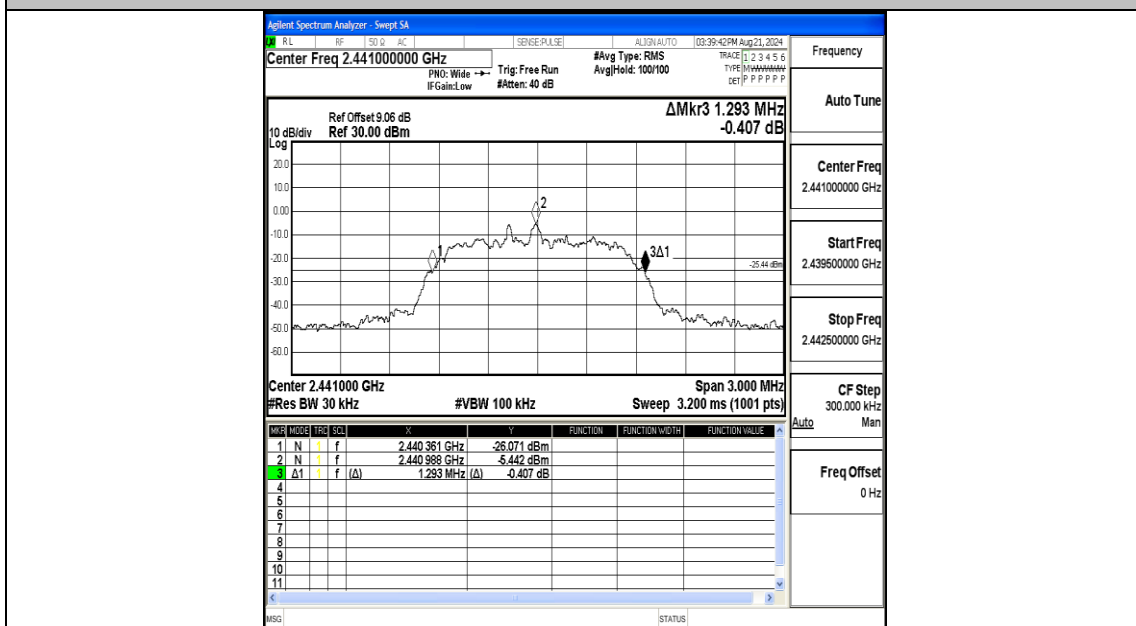 Agilent Spectrum Analyzer - Swept SA
RL RF 50 Ω AC SENSE:PULSE ALIGN AUTO 03:39:42 PM Aug 21, 2024
Center Freq 2.441000000 GHz
PNO: Wide
IFGain:Low
Trig: Free Run
#Atten: 40 dB
#Avg Type: RMS
Avg|Hold: 100/100
TRACE 1 2 3 4 5 6
TYPE M
DET P P P P P P
ΔMkr3 1.293 MHz
-0.407 dB
Ref Offset 9.06 dB
10 dB/div Ref 30.00 dBm
Log
20.0
10.0
0.00
-10.0
-20.0
-30.0
-40.0
-50.0
-60.0
1
2
3Δ1
-25.44 dBm
Center 2.441000 GHz Span 3.000 MHz
#Res BW 30 kHz #VBW 100 kHz Sweep 3.200 ms (1001 pts)
MKR MODE TRC SCL X Y FUNCTION FUNCTION WIDTH FUNCTION VALUE
1 N 1 f 2.440 361 GHz -26.071 dBm
2 N 1 f 2.440 988 GHz -5.442 dBm
3 Δ1 1 f (Δ) 1.293 MHz (Δ) -0.407 dB
4
5
6
7
8
9
10
11
MSG STATUS
Frequency
Auto Tune
Center Freq
2.441000000 GHz
Start Freq
2.439500000 GHz
Stop Freq
2.442500000 GHz
CF Step
300.000 kHz
Auto Man
Freq Offset
0 Hz